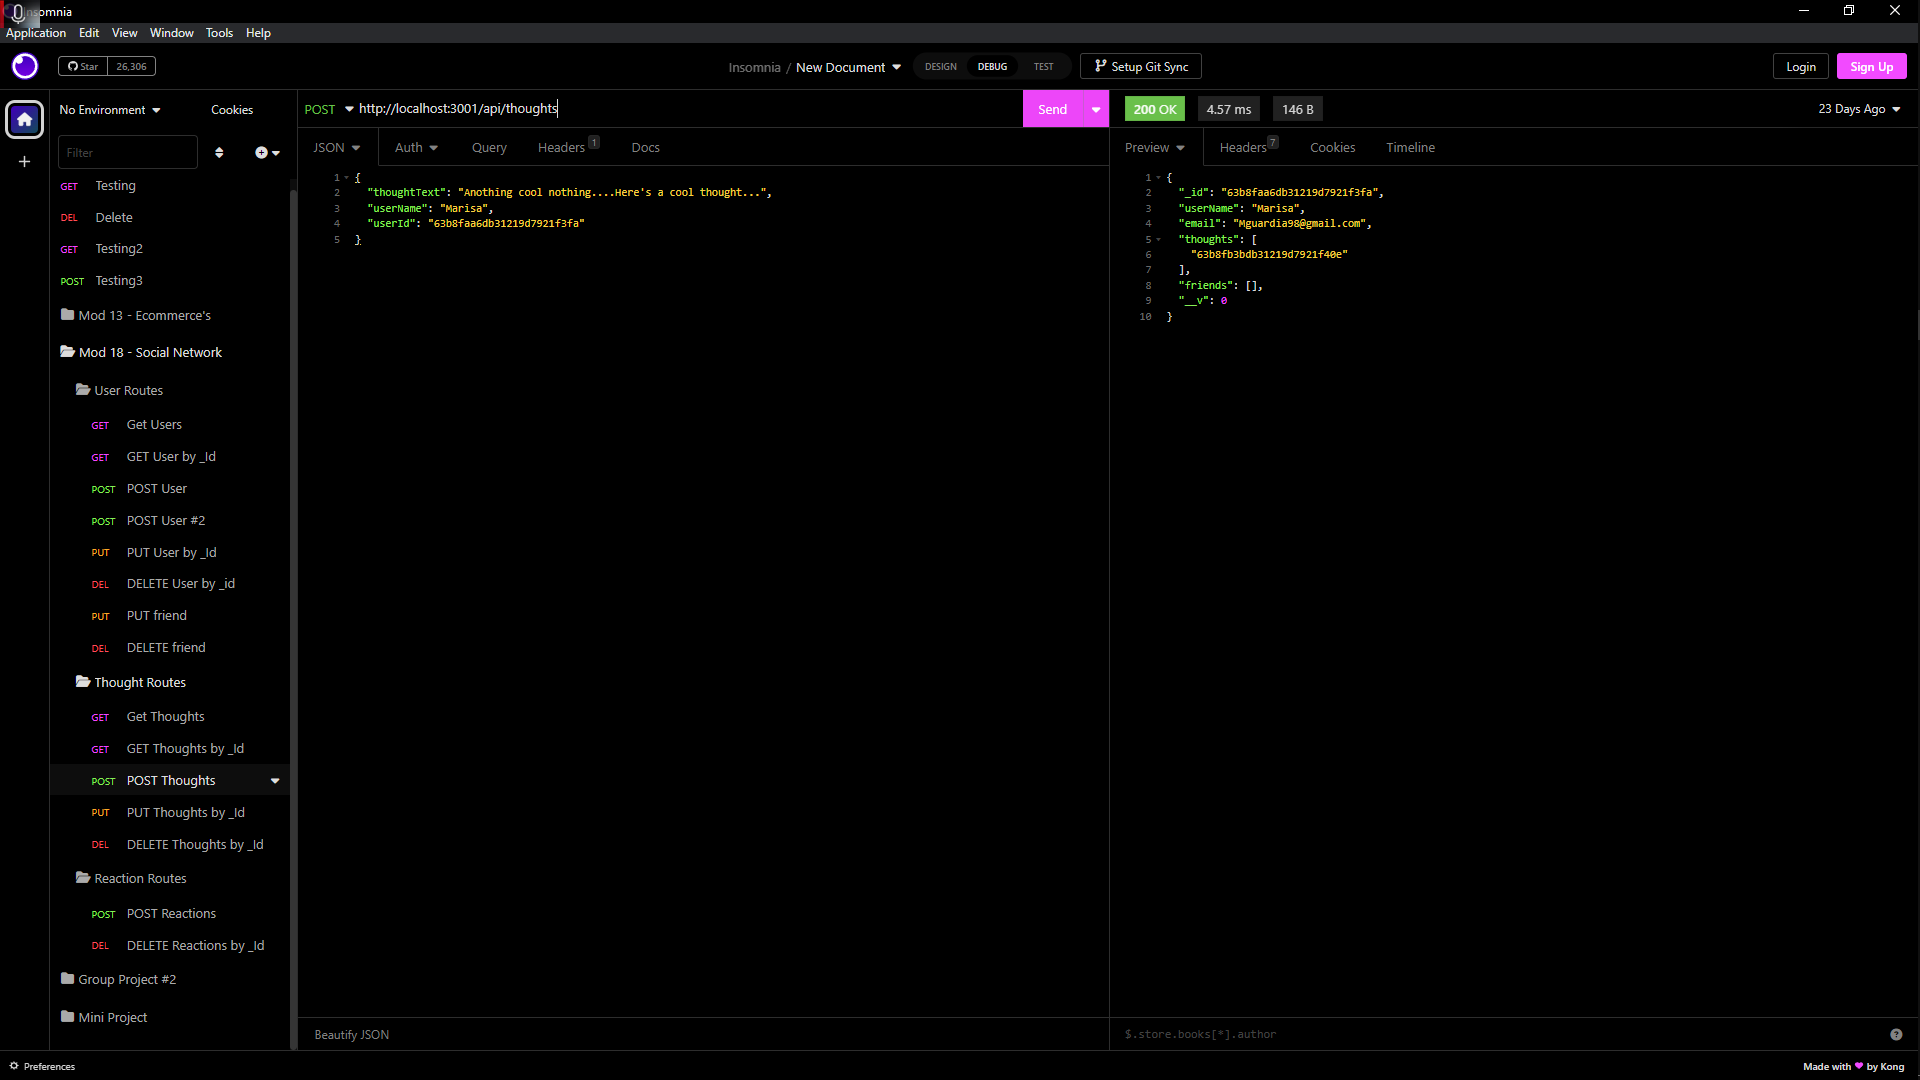 Insomnia
Application Edit View Window Tools Help
Star 26,306
Insomnia / New Document
DESIGN DEBUG TEST
Setup Git Sync
Login
Sign Up
No Environment
Cookies
Filter
GET Testing
DEL Delete
GET Testing2
POST Testing3
Mod 13 - Ecommerce's
Mod 18 - Social Network
User Routes
GET Get Users
GET GET User by _Id
POST POST User
POST POST User #2
PUT PUT User by _Id
DEL DELETE User by _id
PUT PUT friend
DEL DELETE friend
Thought Routes
GET Get Thoughts
GET GET Thoughts by _Id
POST POST Thoughts
PUT PUT Thoughts by _Id
DEL DELETE Thoughts by _Id
Reaction Routes
POST POST Reactions
DEL DELETE Reactions by _Id
Group Project #2
Mini Project
Preferences
POST http://localhost:3001/api/thoughts
Send
JSON Auth Query Headers 1 Docs
1 {
2 "thoughtText": "Anothing cool nothing....Here's a cool thought...",
3 "userName": "Marisa",
4 "userId": "63b8faa6db31219d7921f3fa"
5 }
Beautify JSON
200 OK 4.57 ms 146 B
23 Days Ago
Preview Headers 7 Cookies Timeline
1 {
2 "_id": "63b8faa6db31219d7921f3fa",
3 "userName": "Marisa",
4 "email": "Mguardia98@gmail.com",
5 "thoughts": [
6 "63b8fb3bdb31219d7921f40e"
7 ],
8 "friends": [],
9 "__v": 0
10 }
$.store.books[*].author
?
Made with ♥ by Kong